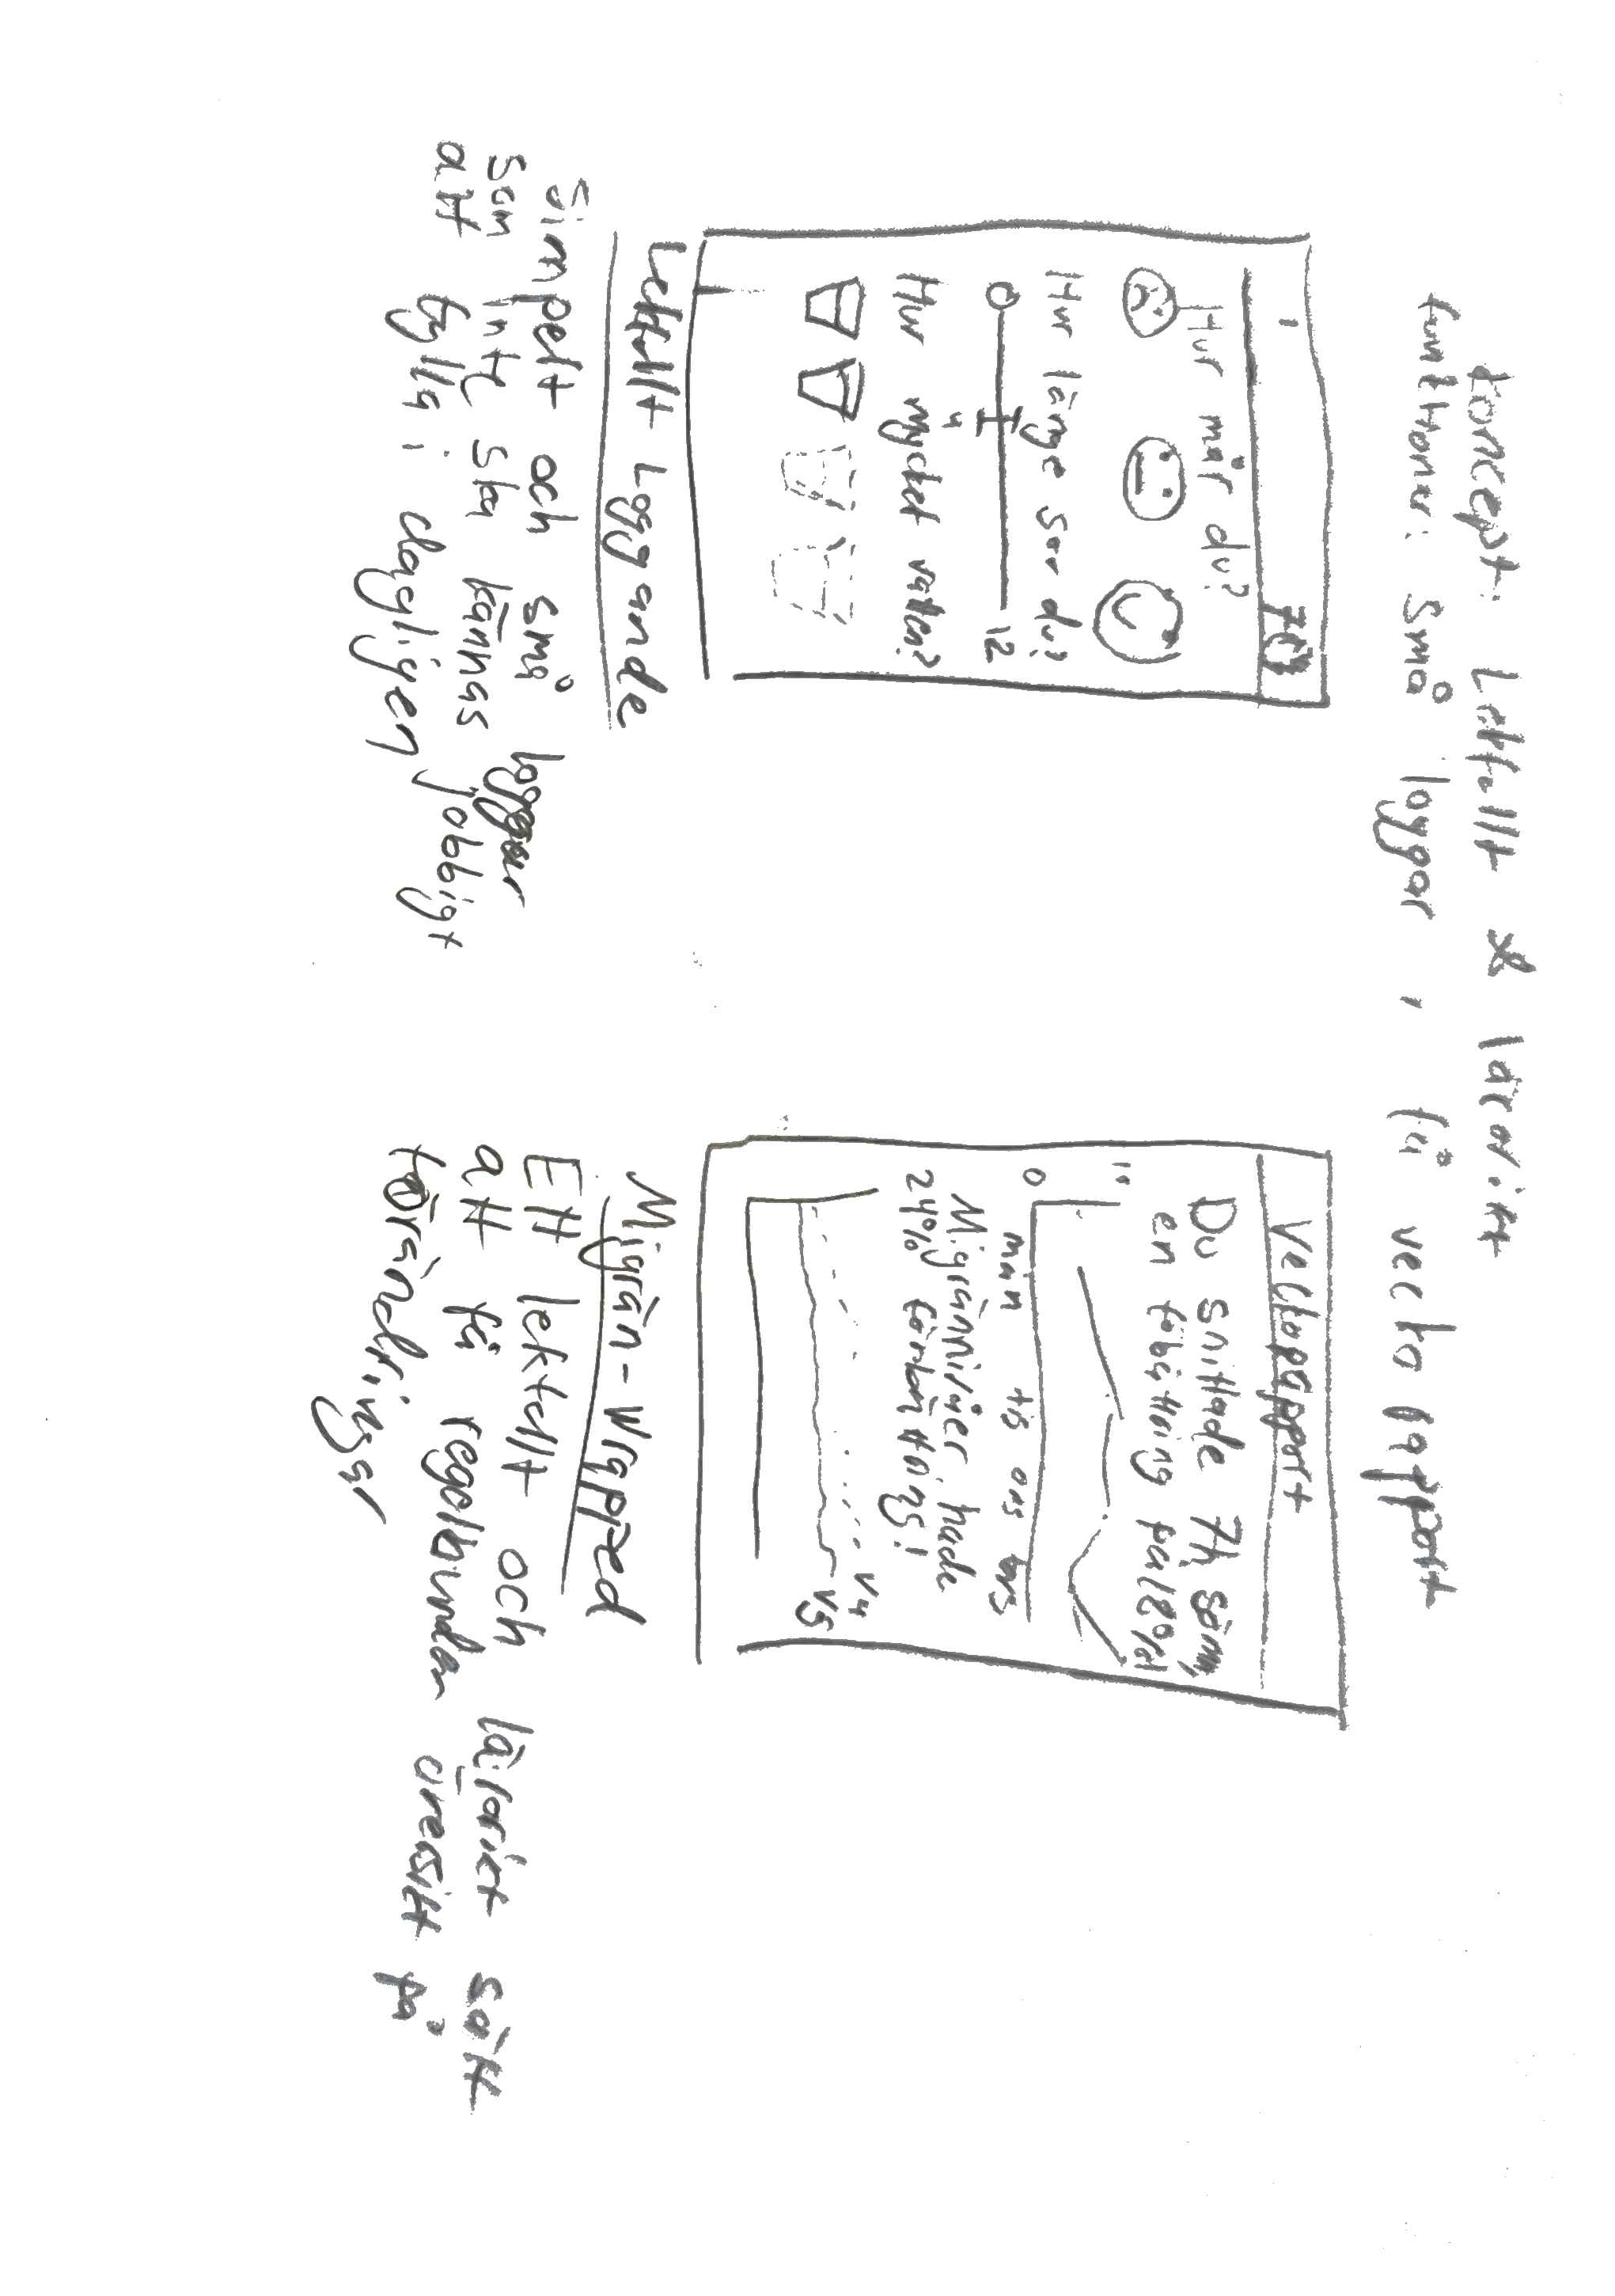 Koncept: Lekfullt & lärorikt
funktioner: små loggar, få vecko rapport
Hur mår du?
Hur länge sov du?
0 12
4
Hur mycket vatten?
Lekfullt Loggande
Simpelt och små loggar
som inte ska kännas jobbigt
att fylla i dagligen
Veckorapport
Du snittade 7h sömn,
en förbättring på 18%!
10
0
mån tis ons tors
Migrännivåer hade
24% förbättring!
V4
V5
Migrän-Wrapped
Ett lekfullt och lärorikt sätt
att få regelbunden översikt på
förändringar